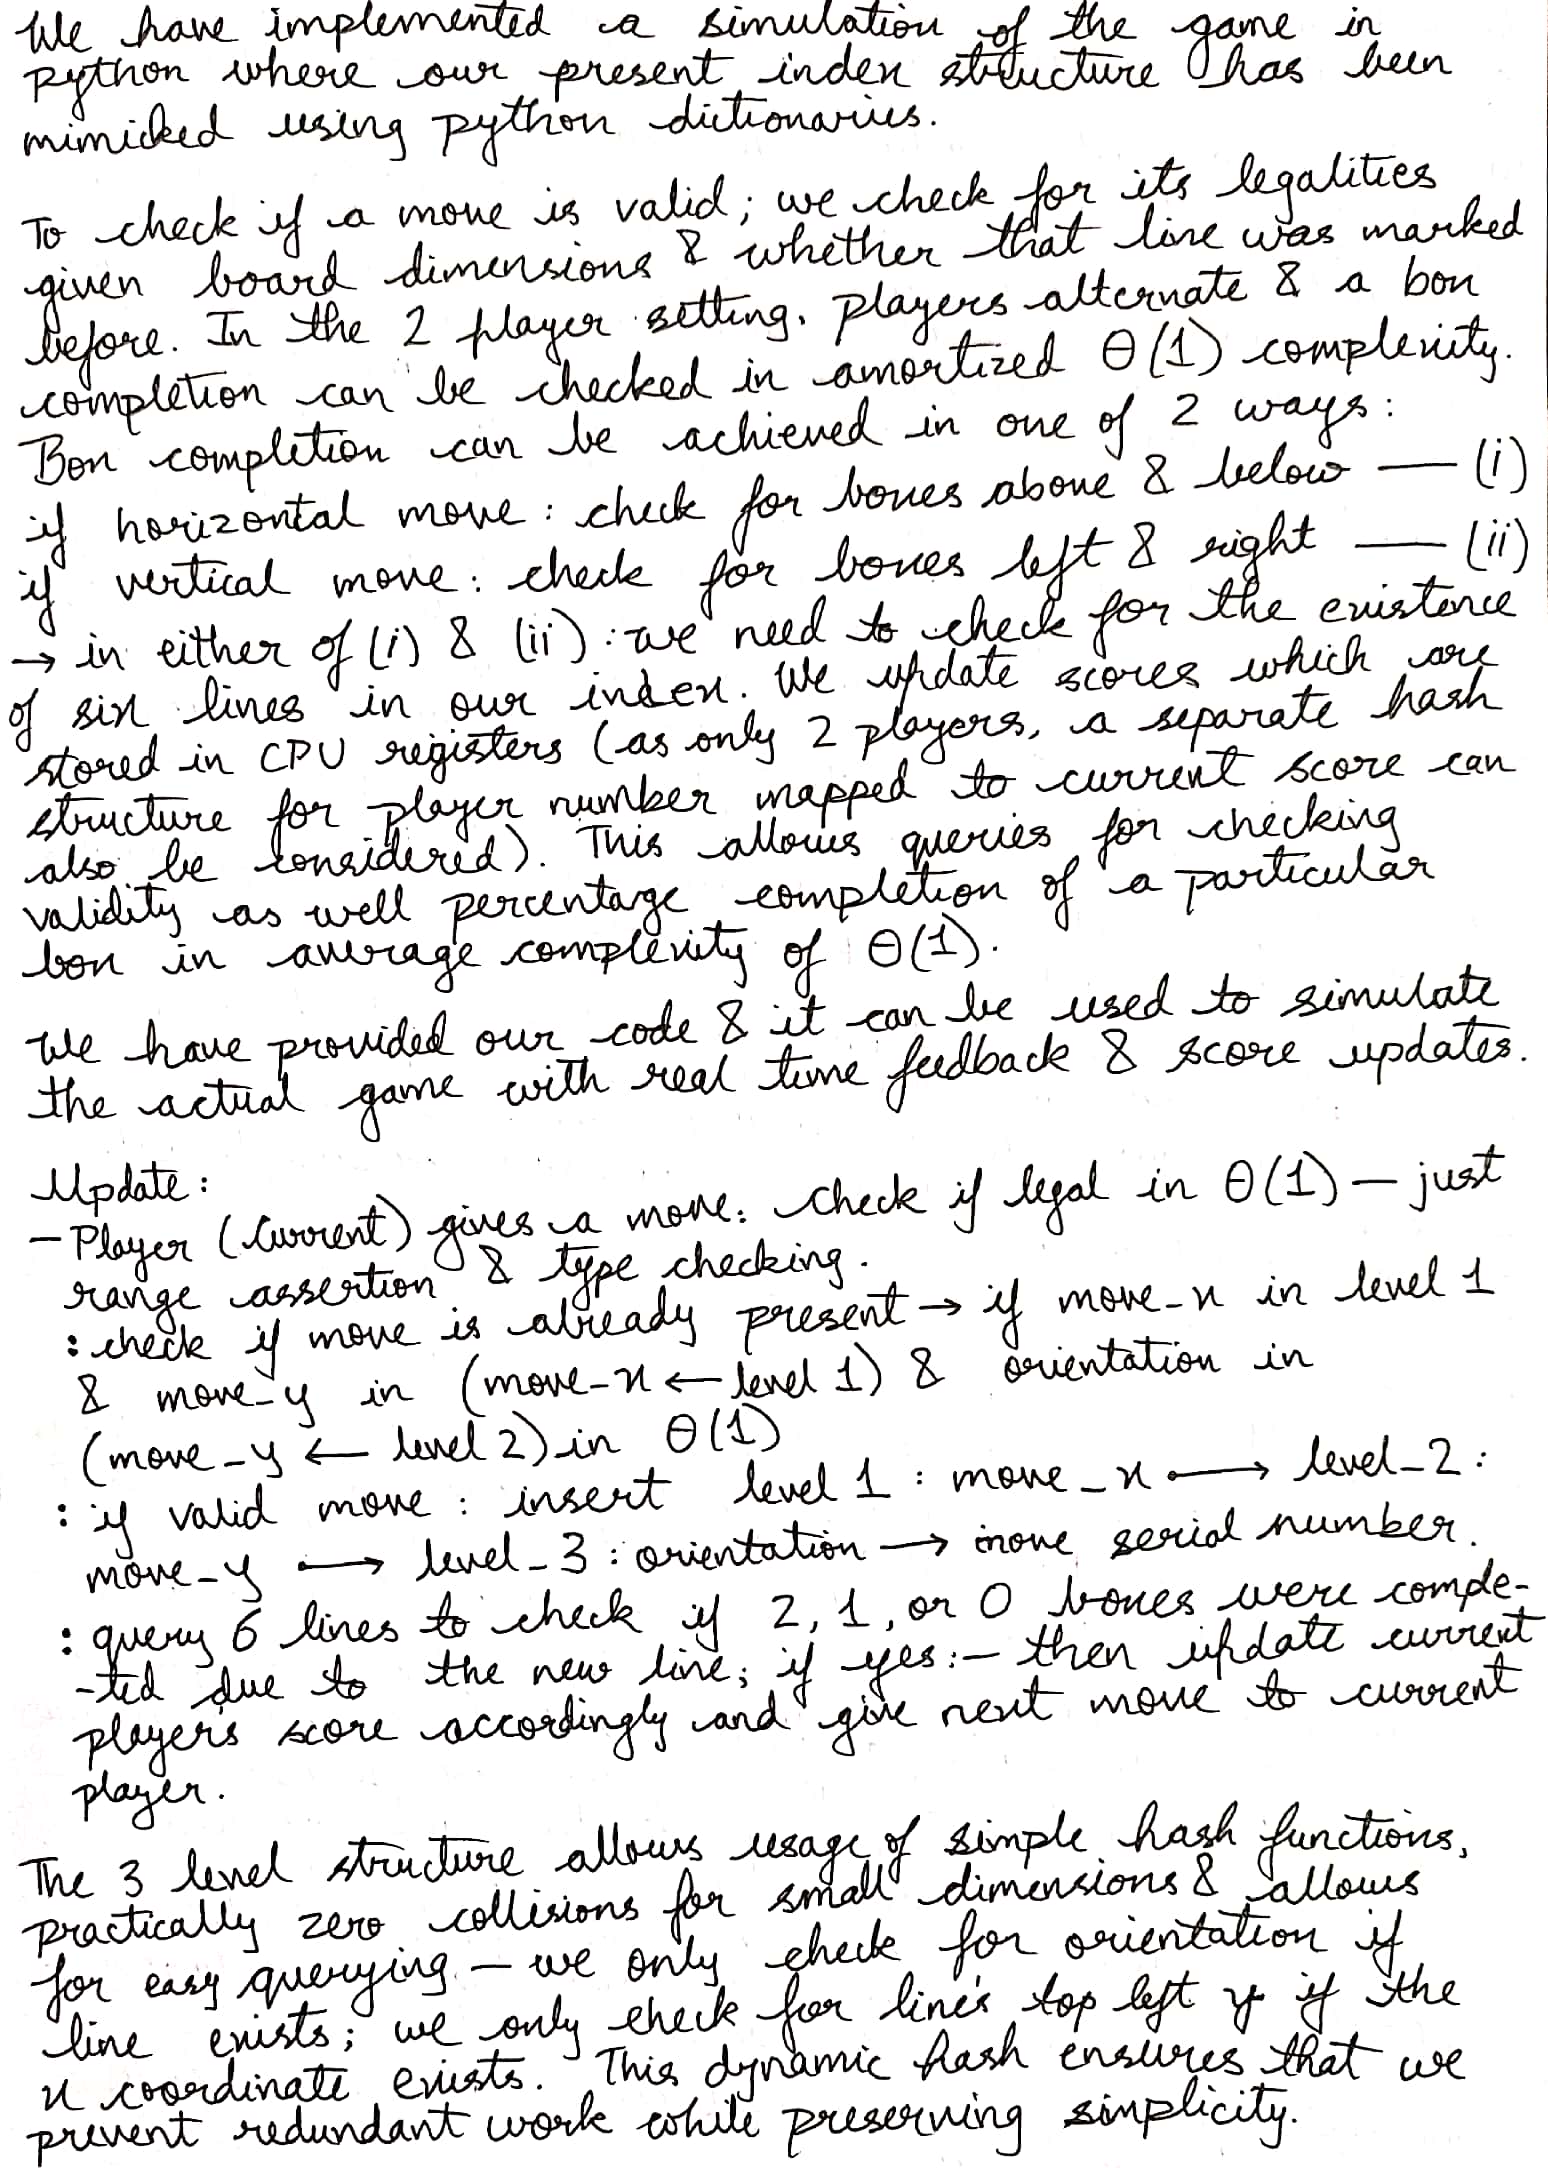 We have implemented a simulation of the game in
python where our present index structure has been
mimicked using python dictionaries.
To check if a move is valid; we check for its legalities
given board dimensions & whether that line was marked
before. In the 2 player setting, players alternate & a box
completion can be checked in amortized Θ(1) complexity.
Box completion can be achieved in one of 2 ways:
if horizontal move: check for boxes above & below — (i)
if vertical move: check for boxes left & right — (ii)
→ in either of (i) & (ii): we need to check for the existence
of six lines in our index. We update scores which are
stored in CPU registers (as only 2 players, a separate hash
structure for player number mapped to current score can
also be considered). This allows queries for checking
validity as well percentage completion of a particular
box in average complexity of Θ(1).
We have provided our code & it can be used to simulate
the actual game with real time feedback & score updates.
Update:
- Player (Current) gives a move: Check if legal in Θ(1) — just
range assertion & type checking.
: check if move is already present → if move-x in level 1
& move-y in (move-x ← level 1) & orientation in
(move-y ← level 2) in Θ(1)
: if valid move : insert level 1 : move_x ⟼ level-2:
move-y ⟼ level-3 : orientation → move serial number.
: query 6 lines to check if 2, 1, or 0 boxes were comple-
-ted due to the new line; if yes:- then update current
player's score accordingly and give next move to current
player.
The 3 level structure allows usage of simple hash functions,
practically zero collisions for small dimensions & allows
for easy querying — we only check for orientation if
line exists; we only check for line's top left y if the
x coordinate exists. This dynamic hash ensures that we
prevent redundant work while preserving simplicity.